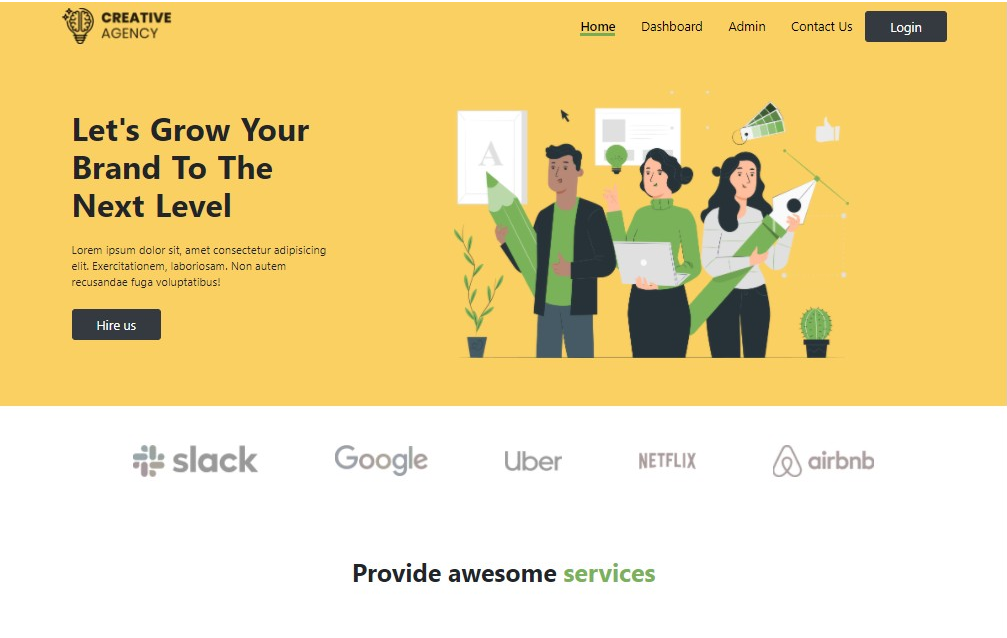 CREATIVE
AGENCY
Home Dashboard Admin Contact Us Login
Let's Grow Your
Brand To The
Next Level
Lorem ipsum dolor sit, amet consectetur adipisicing
elit. Exercitationem, laboriosam. Non autem
recusandae fuga voluptatibus!
Hire us
A
slack Google Uber NETFLIX airbnb
Provide awesome services